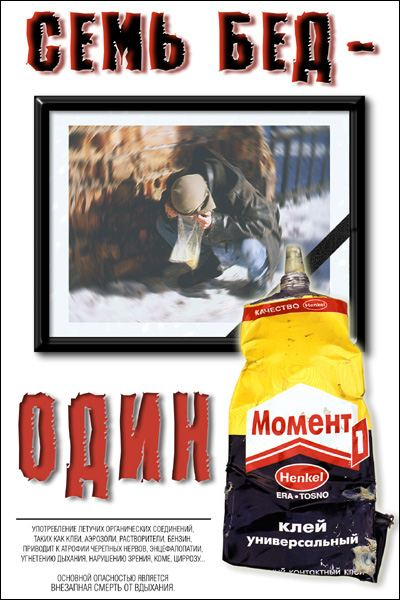 СЕМЬ БЕД -
КАЧЕСТВО Henkel
Момент
1
Henkel
ERA • TOSNO
КЛЕЙ
универсальный
контактный клей
ОДИН
УПОТРЕБЛЕНИЕ ЛЕТУЧИХ ОРГАНИЧЕСКИХ СОЕДИНЕНИЙ,
ТАКИХ КАК КЛЕИ, АЭРОЗОЛИ, РАСТВОРИТЕЛИ, БЕНЗИН,
ПРИВОДИТ К АТРОФИИ ЧЕРЕПНЫХ НЕРВОВ, ЭНЦЕФАЛОПАТИИ,
УГНЕТЕНИЮ ДЫХАНИЯ, НАРУШЕНИЮ ЗРЕНИЯ, КОМЕ, ЦИРРОЗУ...
ОСНОВНОЙ ОПАСНОСТЬЮ ЯВЛЯЕТСЯ
ВНЕЗАПНАЯ СМЕРТЬ ОТ ВДЫХАНИЯ.